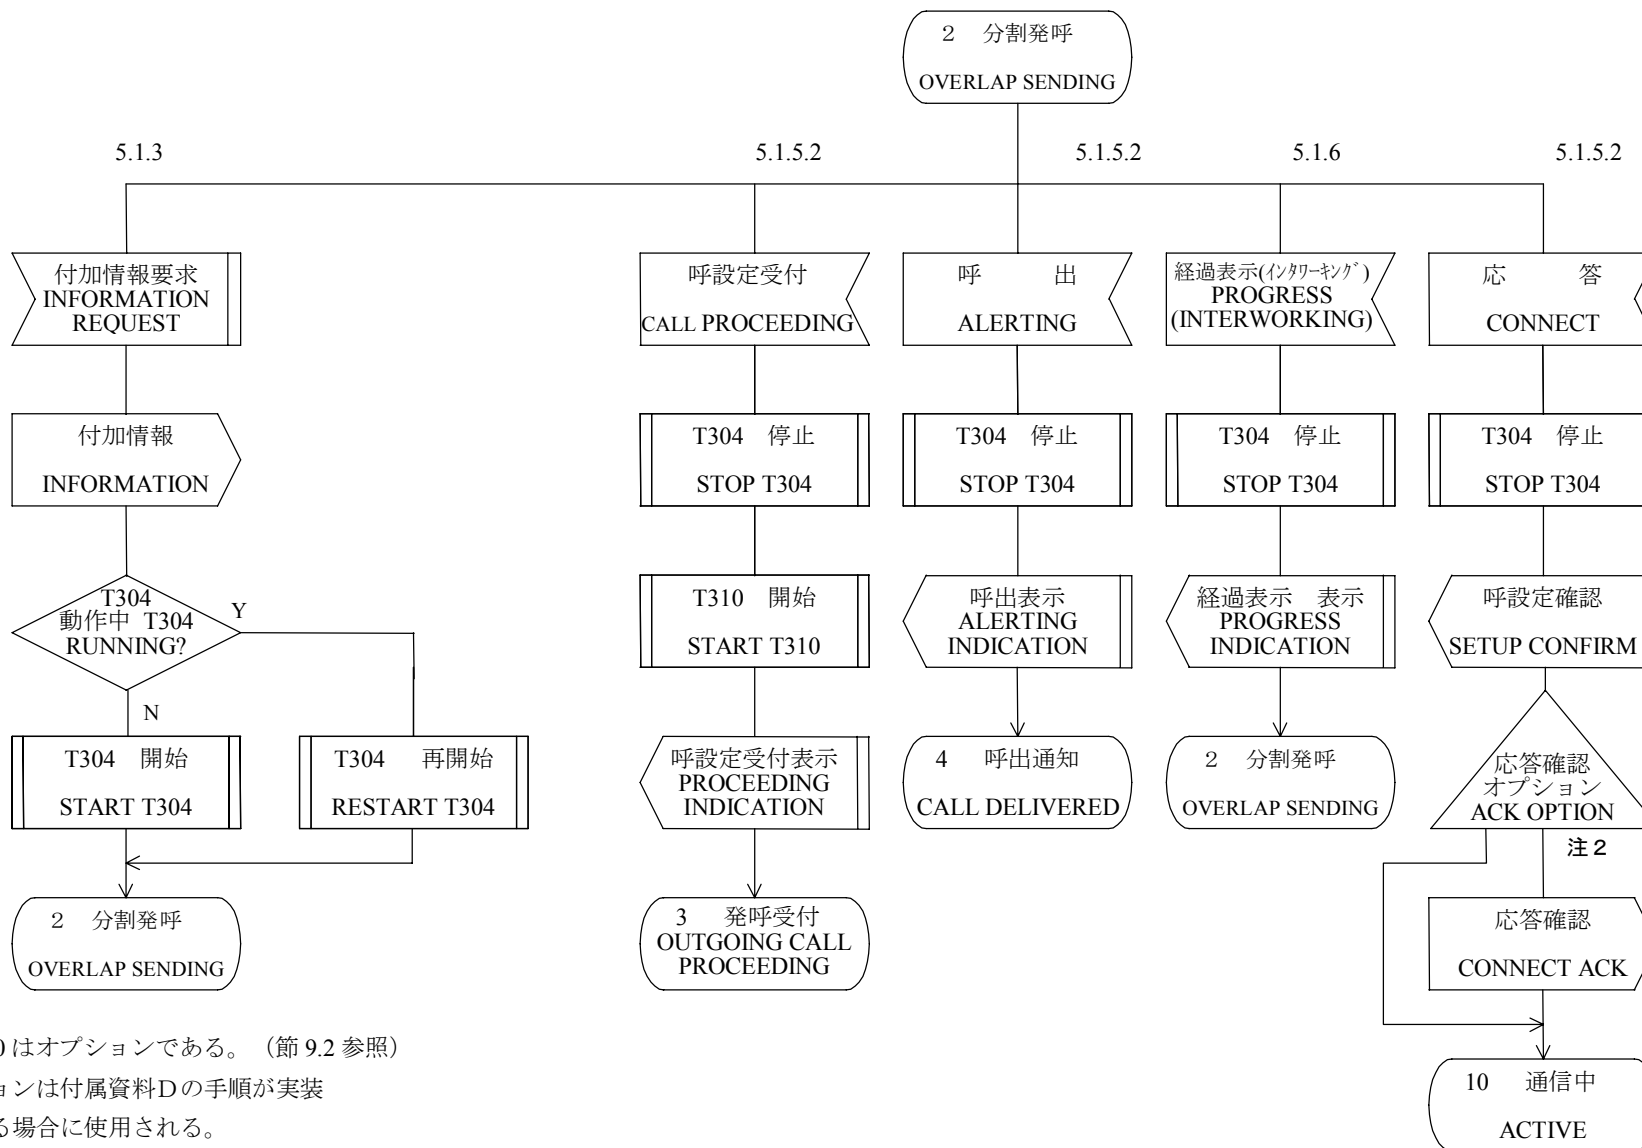 2 分割発呼
OVERLAP SENDING
5.1.3
5.1.5.2
5.1.5.2
5.1.6
5.1.5.2
付加情報要求
INFORMATION
REQUEST
呼設定受付
CALL PROCEEDING
呼 出
ALERTING
経過表示(インタワーキング)
PROGRESS
(INTERWORKING)
応 答
CONNECT
付加情報
INFORMATION
T304 停止
STOP T304
T304 停止
STOP T304
T304 停止
STOP T304
T304 停止
STOP T304
T304
動作中 T304
RUNNING?
Y
N
T310 開始
START T310
呼出表示
ALERTING
INDICATION
経過表示 表示
PROGRESS
INDICATION
呼設定確認
SETUP CONFIRM
T304 開始
START T304
T304 再開始
RESTART T304
呼設定受付表示
PROCEEDING
INDICATION
4 呼出通知
CALL DELIVERED
2 分割発呼
OVERLAP SENDING
応答確認
オプション
ACK OPTION
注2
2 分割発呼
OVERLAP SENDING
3 発呼受付
OUTGOING CALL
PROCEEDING
応答確認
CONNECT ACK
0 はオプションである。（節 9.2 参照）
ョンは付属資料Dの手順が実装
る場合に使用される。
10 通信中
ACTIVE